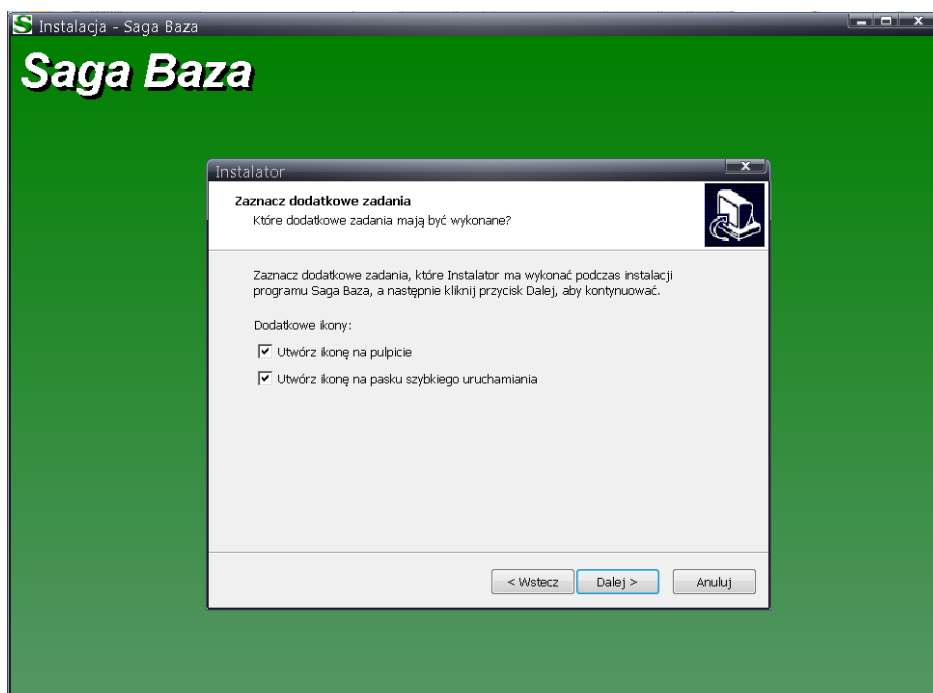 Instalacja - Saga Baza
Saga Baza
Instalator
Zaznacz dodatkowe zadania
Które dodatkowe zadania mają być wykonane?
Zaznacz dodatkowe zadania, które Instalator ma wykonać podczas instalacji
programu Saga Baza, a następnie kliknij przycisk Dalej, aby kontynuować.
Dodatkowe ikony:
Utwórz ikonę na pulpicie
Utwórz ikonę na pasku szybkiego uruchamiania
< Wstecz
Dalej >
Anuluj